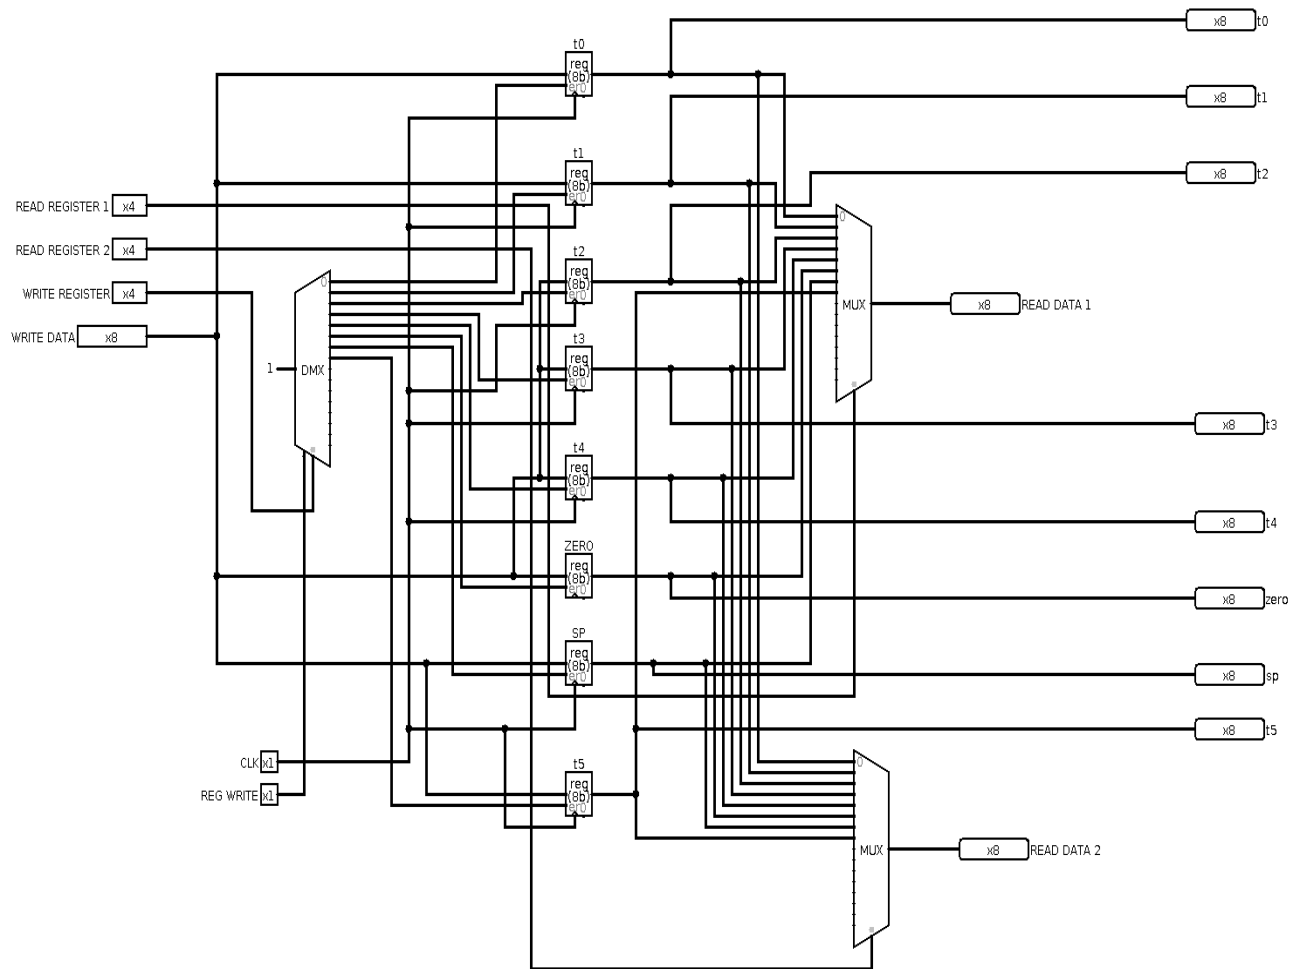 x8 t0
t0
reg
(8b)
x8 t1
t1
reg
(8b)
x8 t2
READ REGISTER 1 x4
READ REGISTER 2 x4
WRITE REGISTER x4
WRITE DATA x8
0
1 DMX
t2
reg
(8b)
0
MUX
x8 READ DATA 1
t3
reg
(8b)
x8 t3
t4
reg
(8b)
x8 t4
ZERO
reg
(8b)
x8 zero
SP
reg
(8b)
x8 sp
x8 t5
CLK x1
REG WRITE x1
t5
reg
(8b)
0
MUX
x8 READ DATA 2